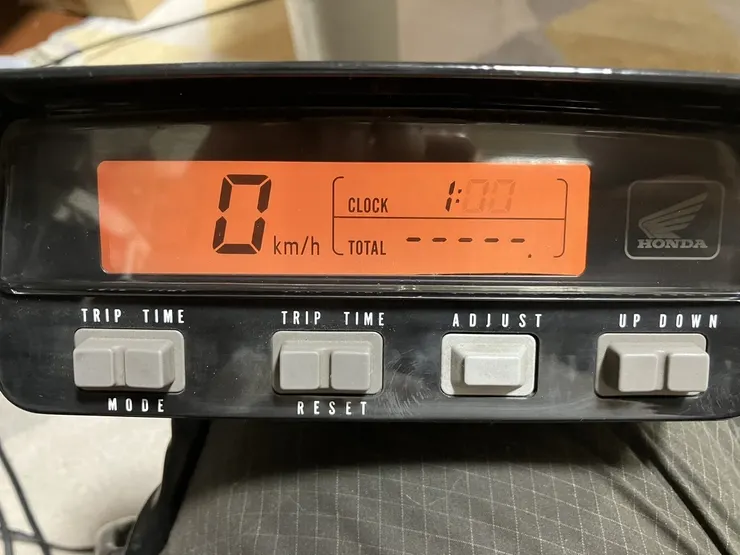 0 km/h
CLOCK 1:00
TOTAL -----.
HONDA
TRIP TIME
MODE
TRIP TIME
RESET
ADJUST
UP DOWN